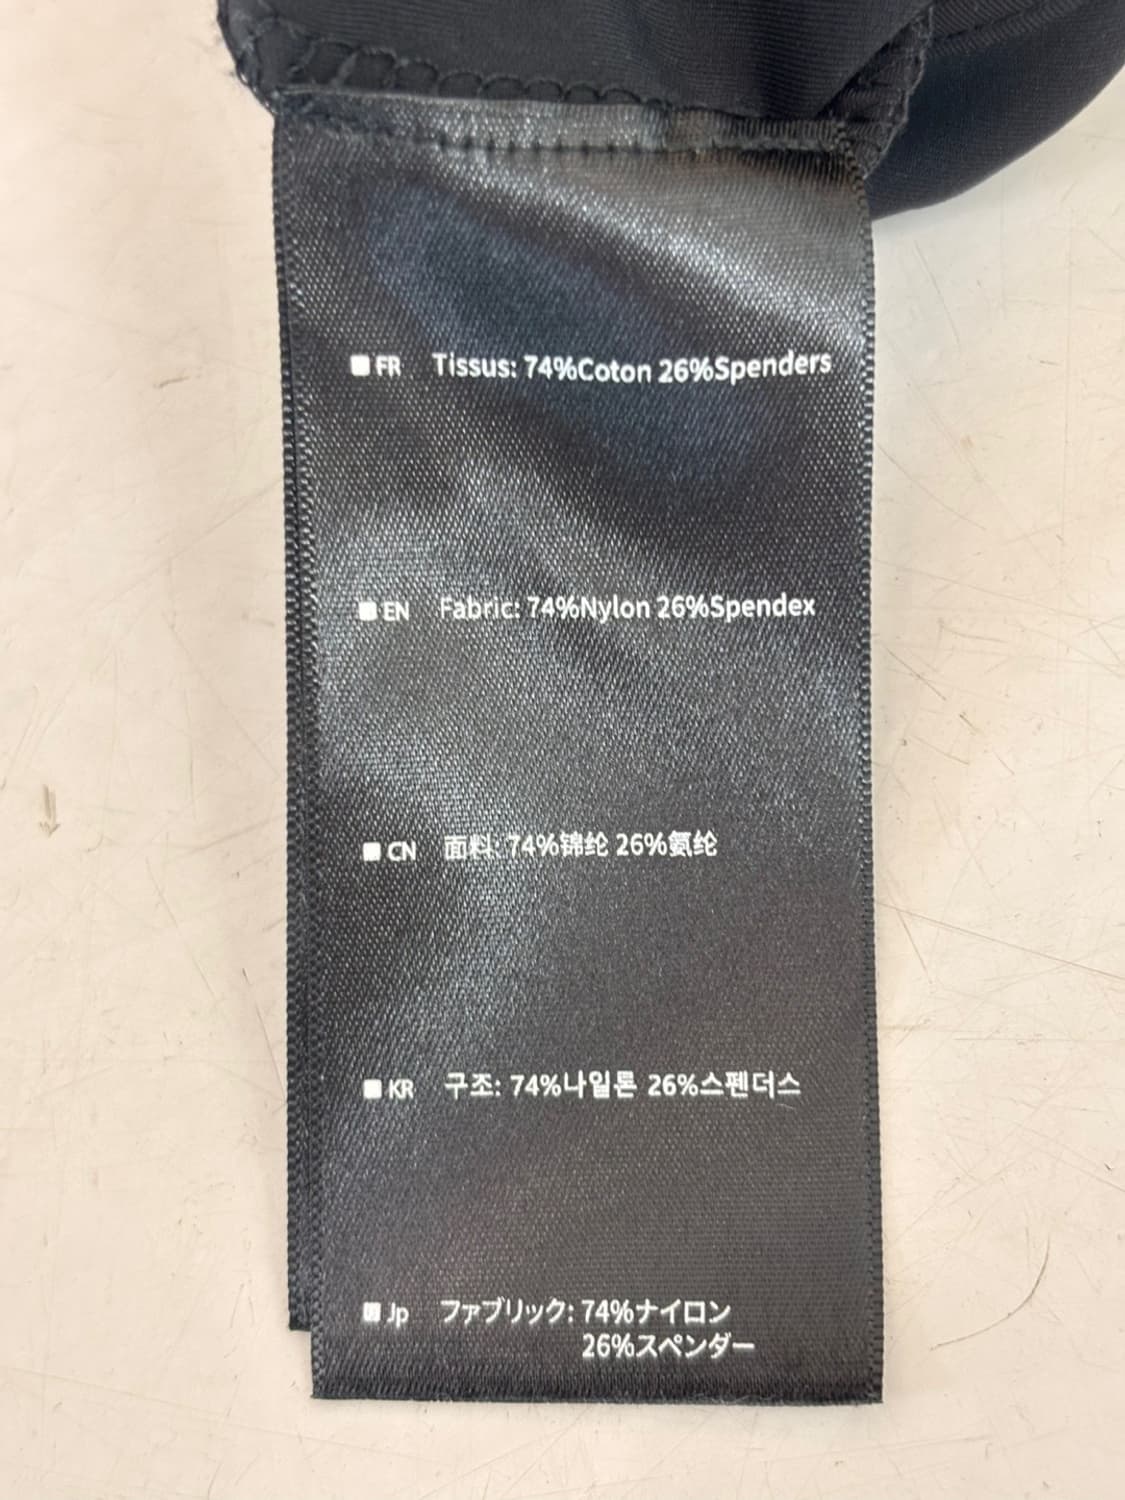 FR Tissus: 74%Coton 26%Spenders
EN Fabric: 74%Nylon 26%Spendex
CN 面料: 74%锦纶 26%氨纶
KR 구조: 74%나일론 26%스펜더스
Jp ファブリック: 74%ナイロン
26%スペンダー